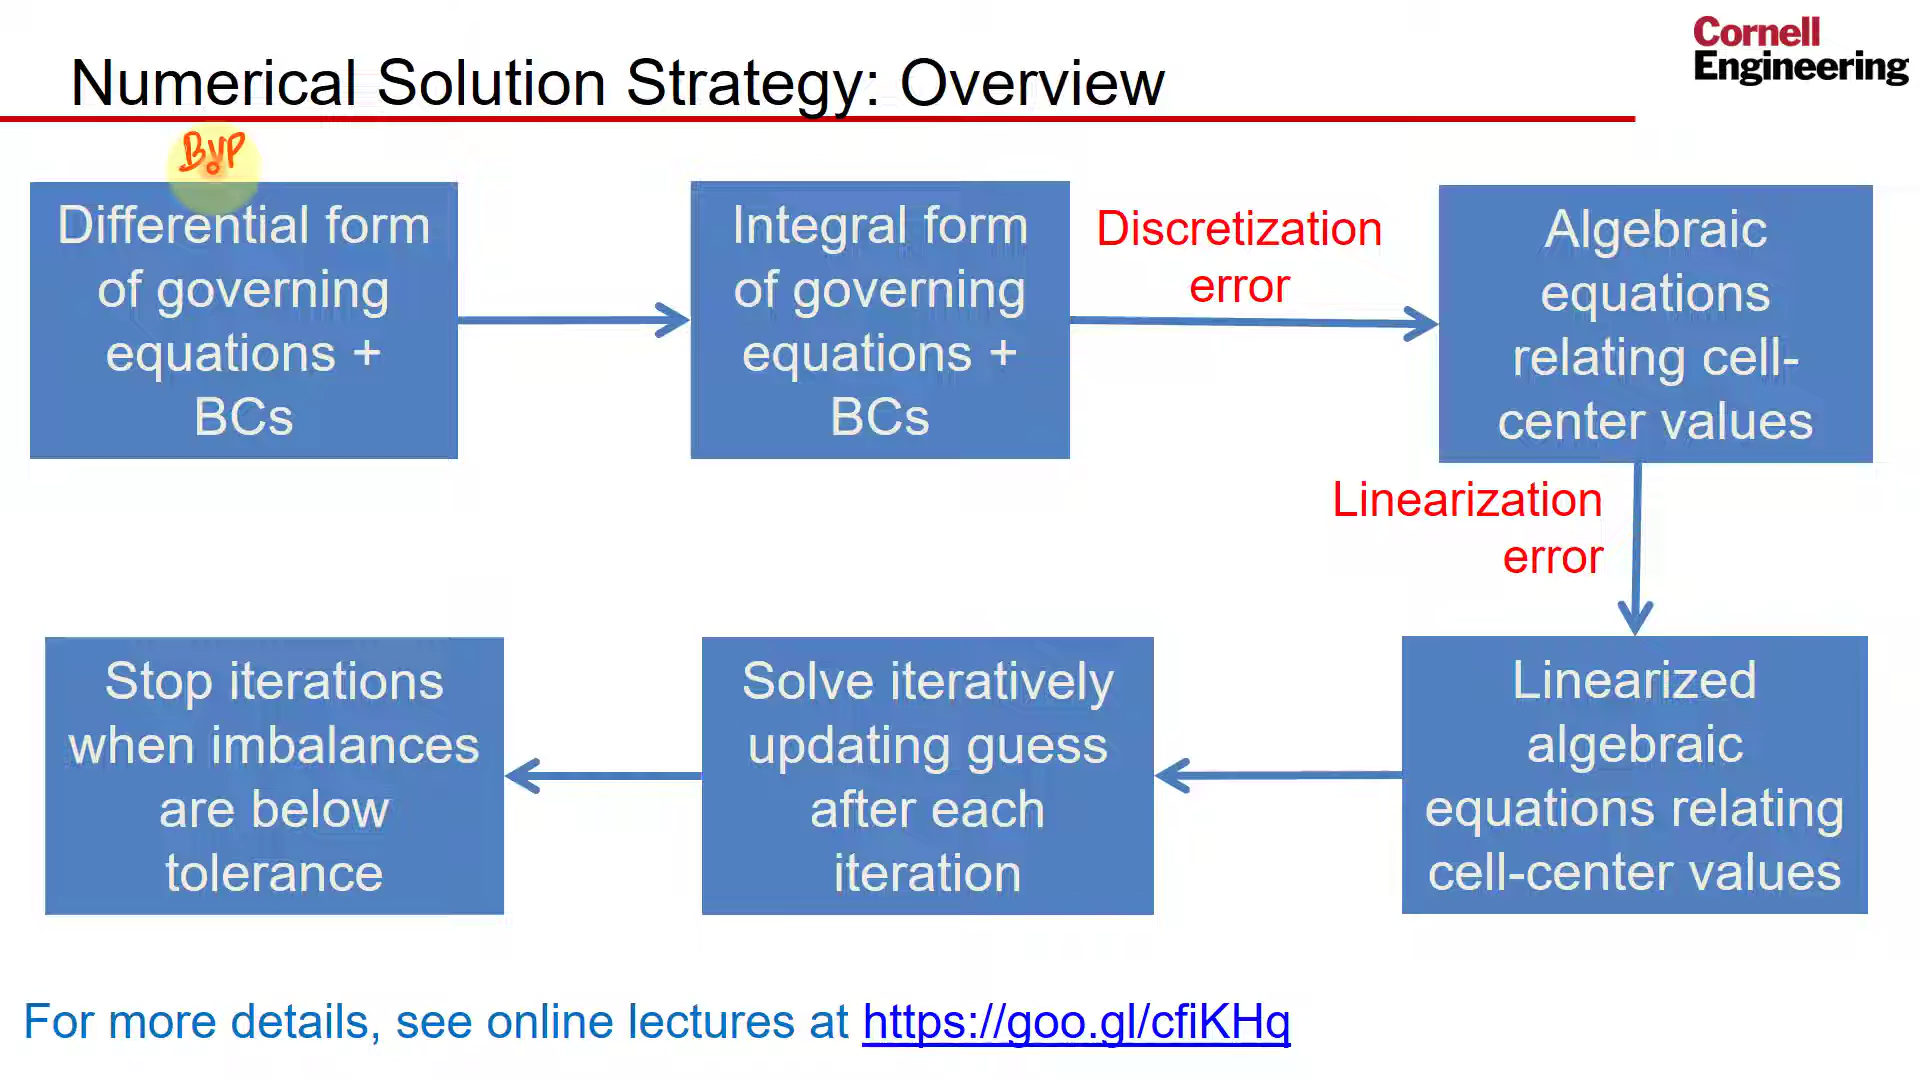 Cornell
Engineering
Numerical Solution Strategy: Overview
BVP
Differential form
of governing
equations +
BCs
Integral form
of governing
equations +
BCs
Discretization
error
Algebraic
equations
relating cell-
center values
Linearization
error
Stop iterations
when imbalances
are below
tolerance
Solve iteratively
updating guess
after each
iteration
Linearized
algebraic
equations relating
cell-center values
For more details, see online lectures at https://goo.gl/cfiKHq